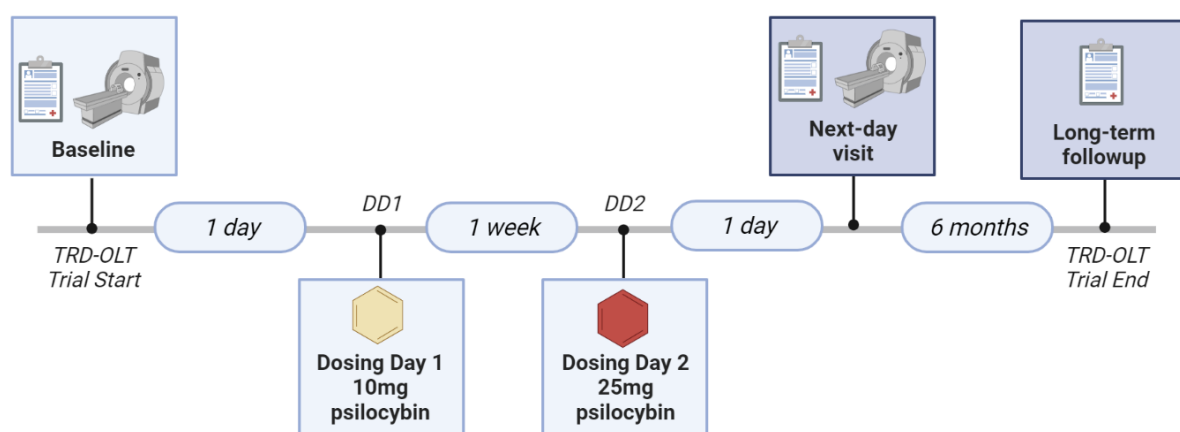 Baseline
TRD-OLT
Trial Start
1 day
DD1
Dosing Day 1
10mg
psilocybin
1 week
DD2
Dosing Day 2
25mg
psilocybin
1 day
Next-day
visit
6 months
Long-term
followup
TRD-OLT
Trial End